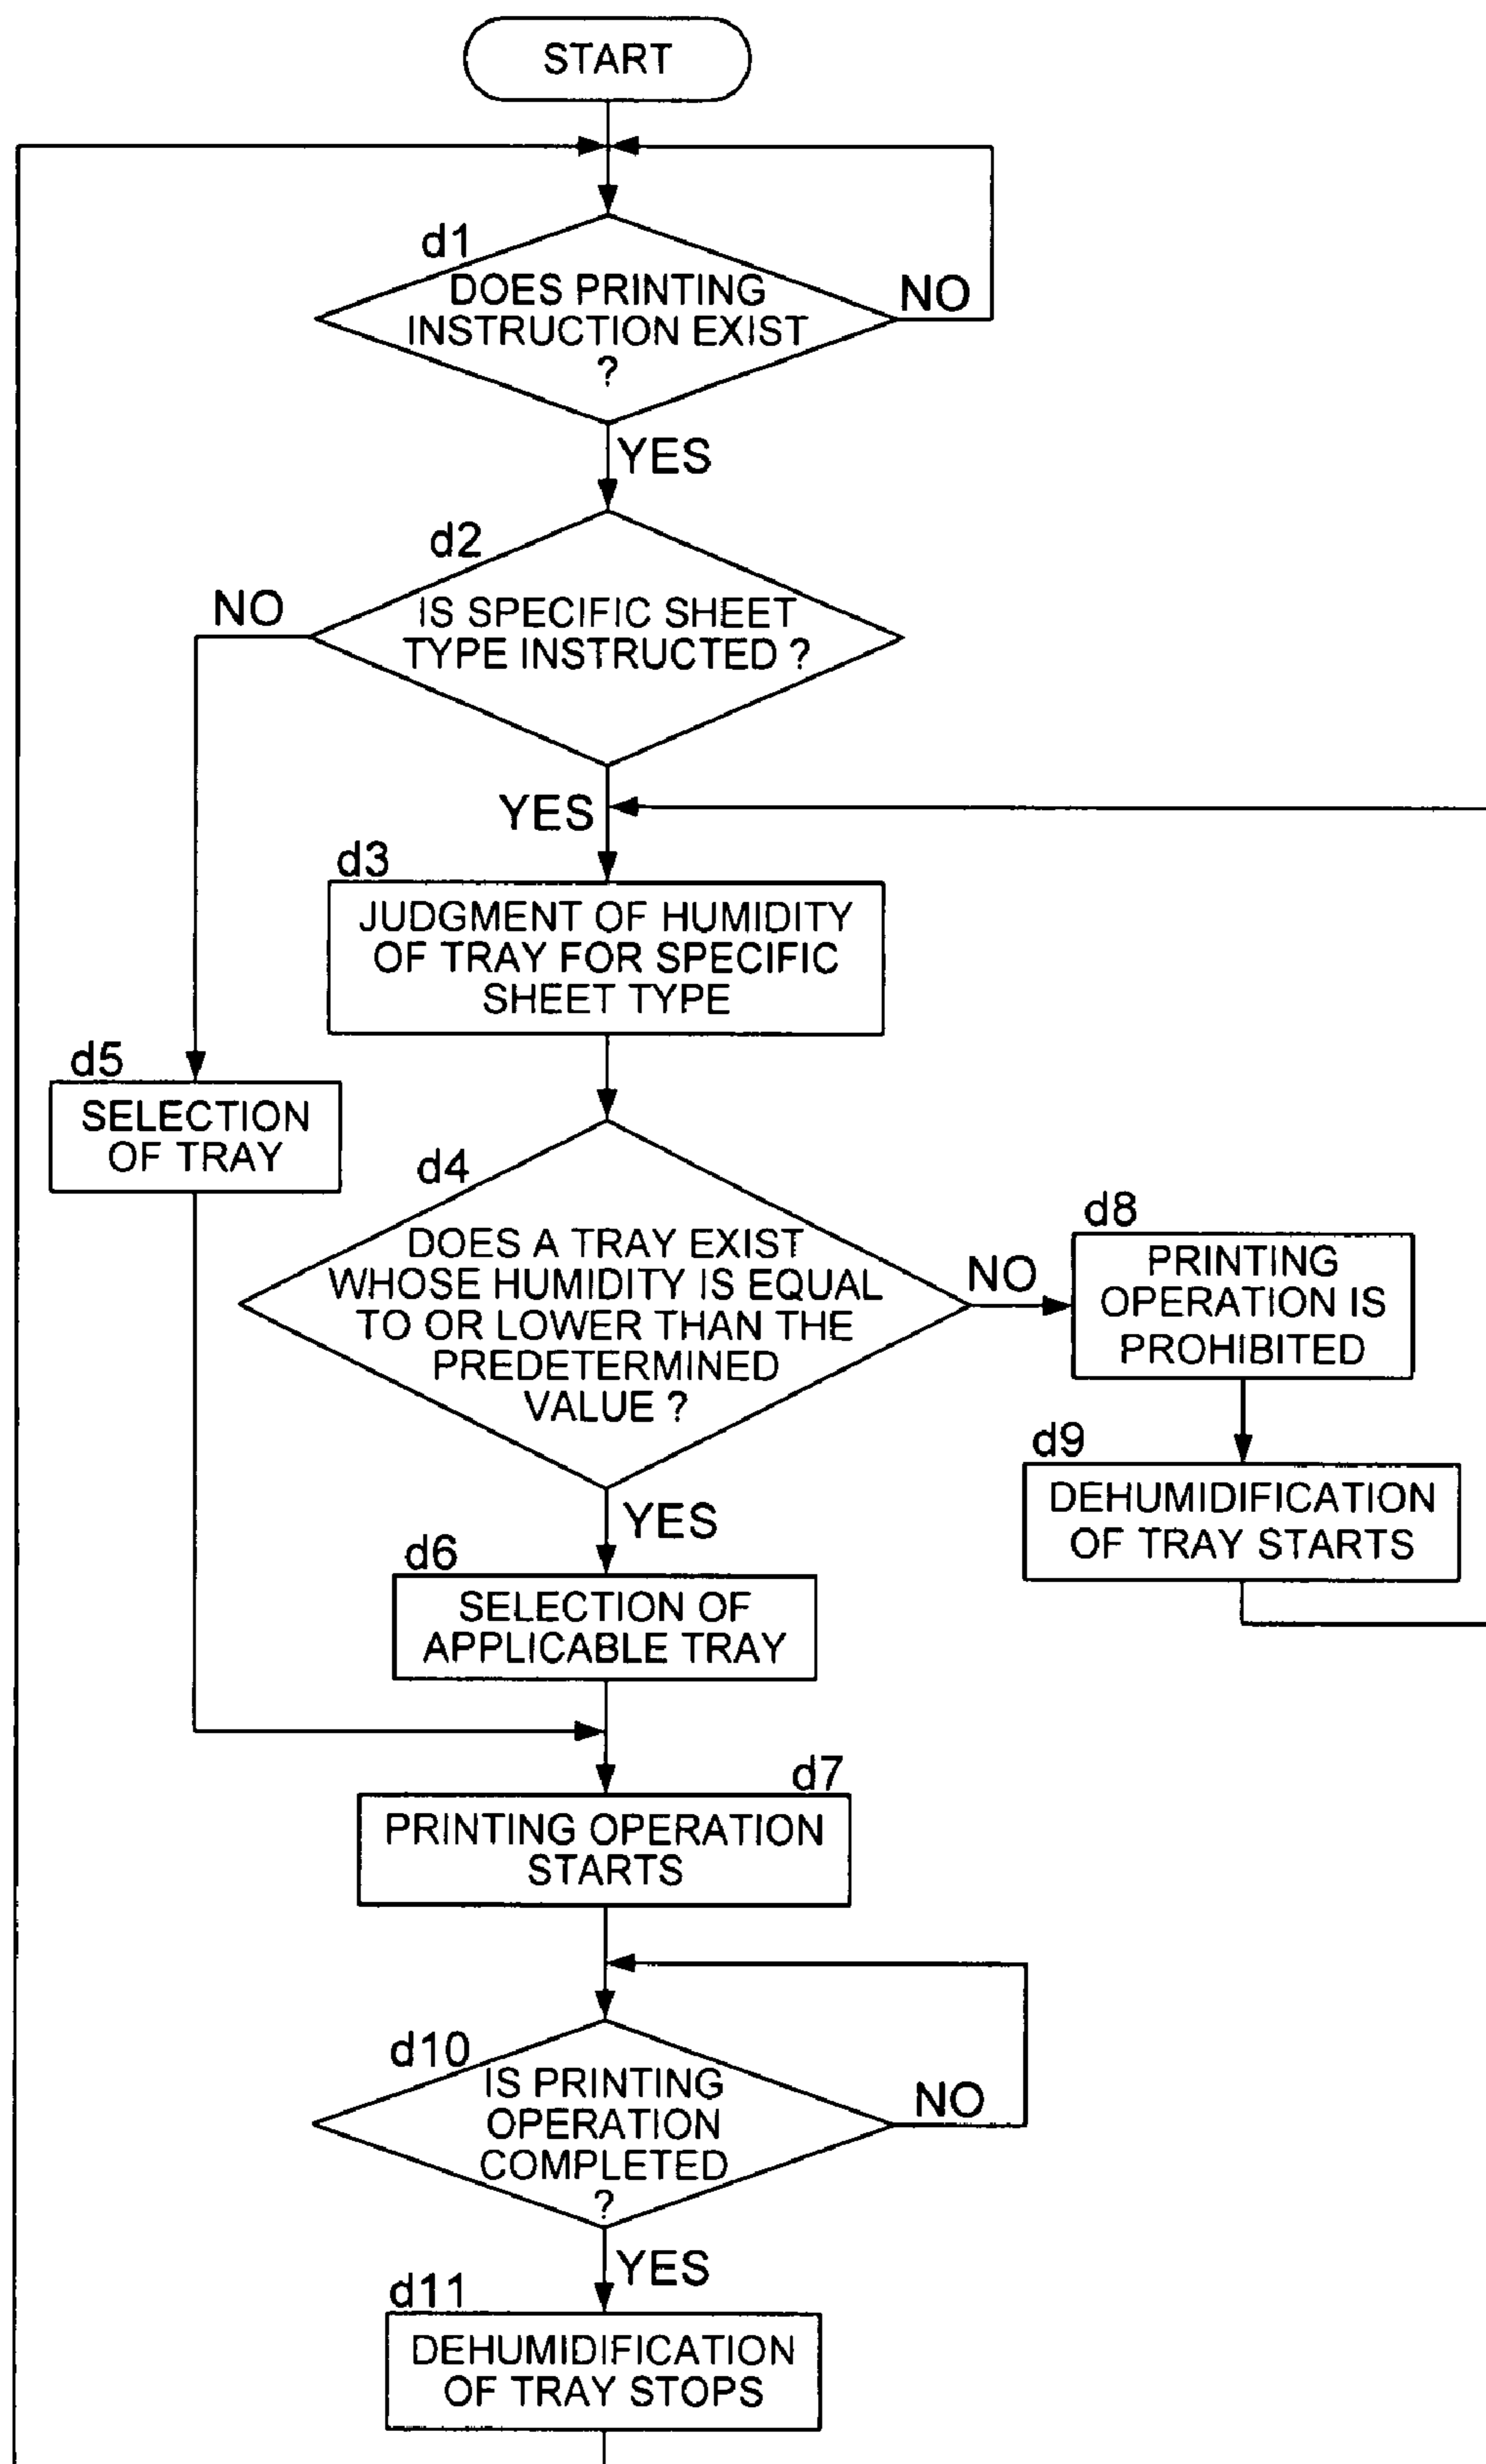 START
d1
DOES PRINTING
INSTRUCTION EXIST
?
NO
YES
d2
IS SPECIFIC SHEET
TYPE INSTRUCTED ?
NO
YES
d3
JUDGMENT OF HUMIDITY
OF TRAY FOR SPECIFIC
SHEET TYPE
d5
SELECTION
OF TRAY
d4
DOES A TRAY EXIST
WHOSE HUMIDITY IS EQUAL
TO OR LOWER THAN THE
PREDETERMINED
VALUE ?
NO
d8
PRINTING
OPERATION IS
PROHIBITED
d9
DEHUMIDIFICATION
OF TRAY STARTS
YES
d6
SELECTION OF
APPLICABLE TRAY
d7
PRINTING OPERATION
STARTS
d10
IS PRINTING
OPERATION
COMPLETED
?
NO
YES
d11
DEHUMIDIFICATION
OF TRAY STOPS